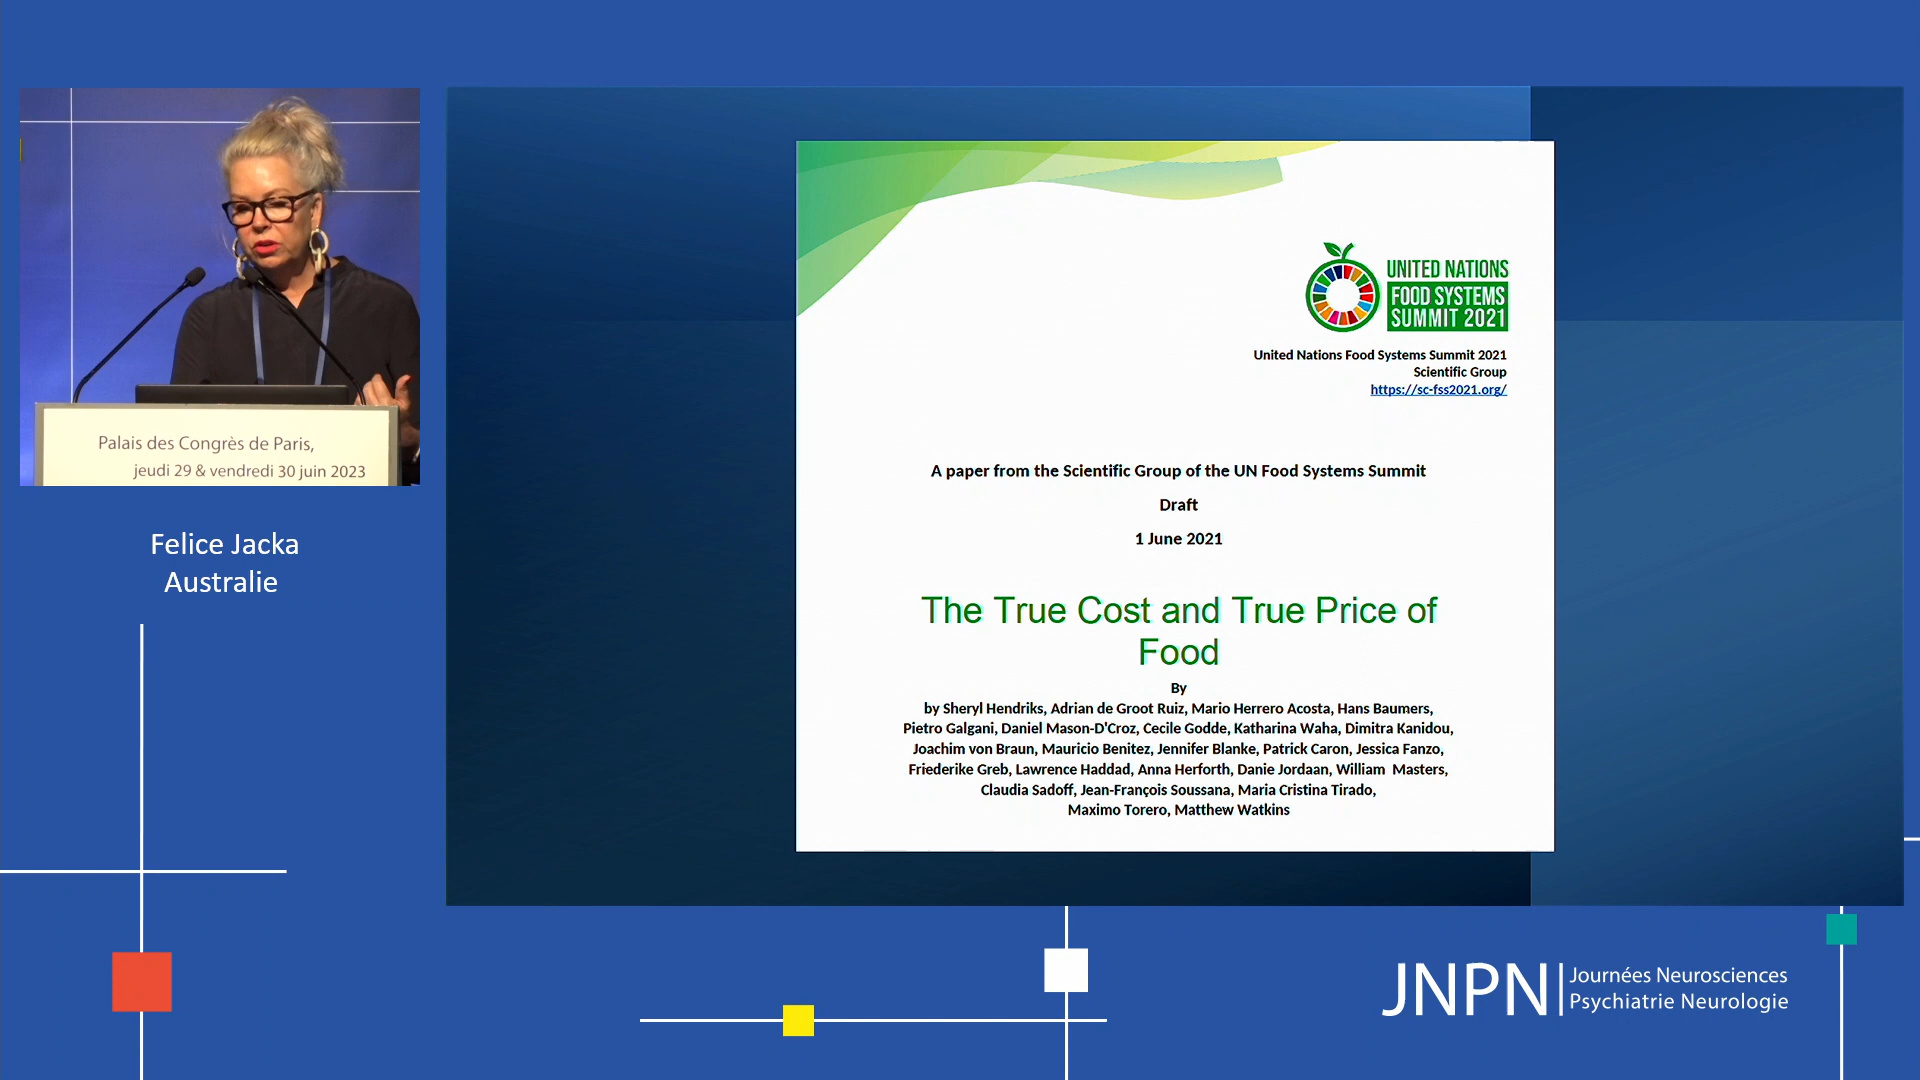 Palais des Congrès de Paris,
jeudi 29 & vendredi 30 juin 2023
Felice Jacka
Australie
UNITED NATIONS
FOOD SYSTEMS
SUMMIT 2021
United Nations Food Systems Summit 2021
Scientific Group
https://sc-fss2021.org/
A paper from the Scientific Group of the UN Food Systems Summit
Draft
1 June 2021
The True Cost and True Price of
Food
By
by Sheryl Hendriks, Adrian de Groot Ruiz, Mario Herrero Acosta, Hans Baumers,
Pietro Galgani, Daniel Mason-D'Croz, Cecile Godde, Katharina Waha, Dimitra Kanidou,
Joachim von Braun, Mauricio Benitez, Jennifer Blanke, Patrick Caron, Jessica Fanzo,
Friederike Greb, Lawrence Haddad, Anna Herforth, Danie Jordaan, William Masters,
Claudia Sadoff, Jean-François Soussana, Maria Cristina Tirado,
Maximo Torero, Matthew Watkins
JNPN
Journées Neurosciences
Psychiatrie Neurologie